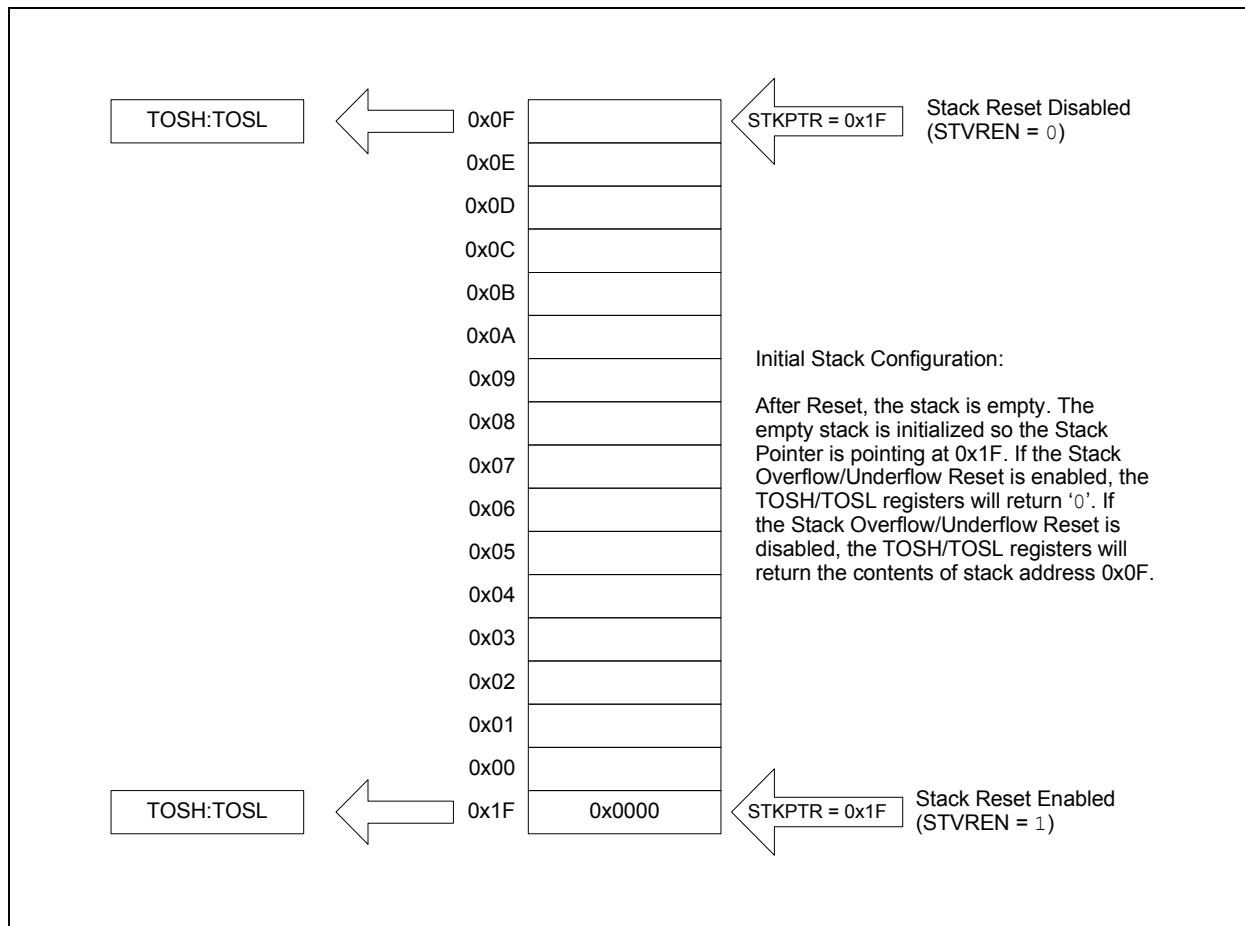 TOSH:TOSL
0x0F
STKPTR = 0x1F
Stack Reset Disabled
(STVREN = 0)
0x0E
0x0D
0x0C
0x0B
0x0A
0x09
0x08
0x07
0x06
0x05
0x04
0x03
0x02
0x01
0x00
Initial Stack Configuration:
After Reset, the stack is empty. The
empty stack is initialized so the Stack
Pointer is pointing at 0x1F. If the Stack
Overflow/Underflow Reset is enabled, the
TOSH/TOSL registers will return ‘0’. If
the Stack Overflow/Underflow Reset is
disabled, the TOSH/TOSL registers will
return the contents of stack address 0x0F.
TOSH:TOSL
0x1F
0x0000
STKPTR = 0x1F
Stack Reset Enabled
(STVREN = 1)